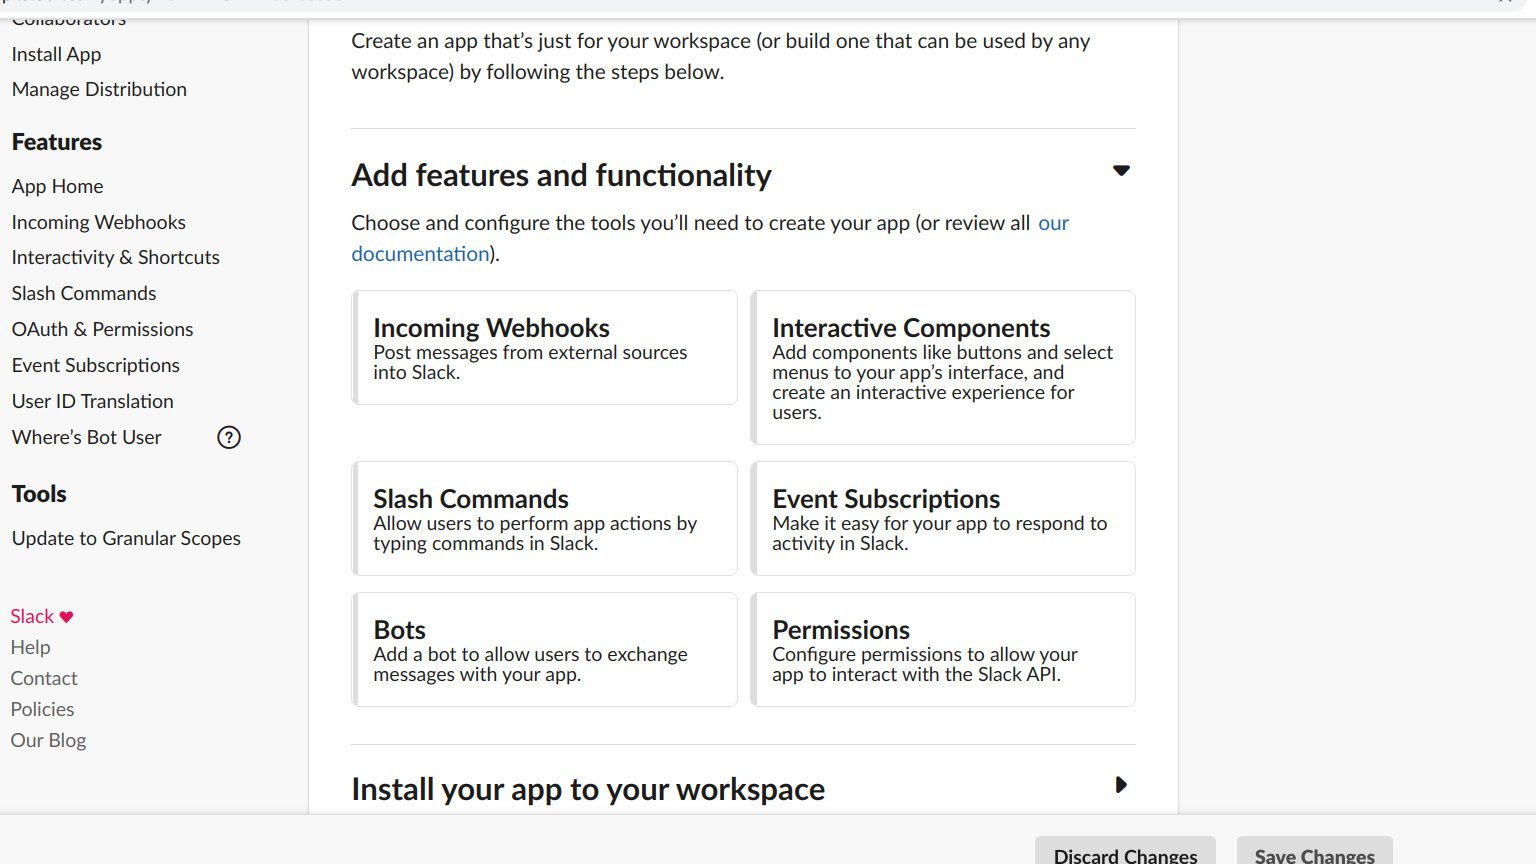 Collaborators
Install App
Manage Distribution
Features
App Home
Incoming Webhooks
Interactivity & Shortcuts
Slash Commands
OAuth & Permissions
Event Subscriptions
User ID Translation
Where's Bot User
?
Tools
Update to Granular Scopes
Slack ♥
Help
Contact
Policies
Our Blog
Create an app that's just for your workspace (or build one that can be used by any
workspace) by following the steps below.
Add features and functionality
Choose and configure the tools you'll need to create your app (or review all our
documentation).
Incoming Webhooks
Post messages from external sources
into Slack.
Interactive Components
Add components like buttons and select
menus to your app's interface, and
create an interactive experience for
users.
Slash Commands
Allow users to perform app actions by
typing commands in Slack.
Event Subscriptions
Make it easy for your app to respond to
activity in Slack.
Bots
Add a bot to allow users to exchange
messages with your app.
Permissions
Configure permissions to allow your
app to interact with the Slack API.
Install your app to your workspace
Discard Changes
Save Changes